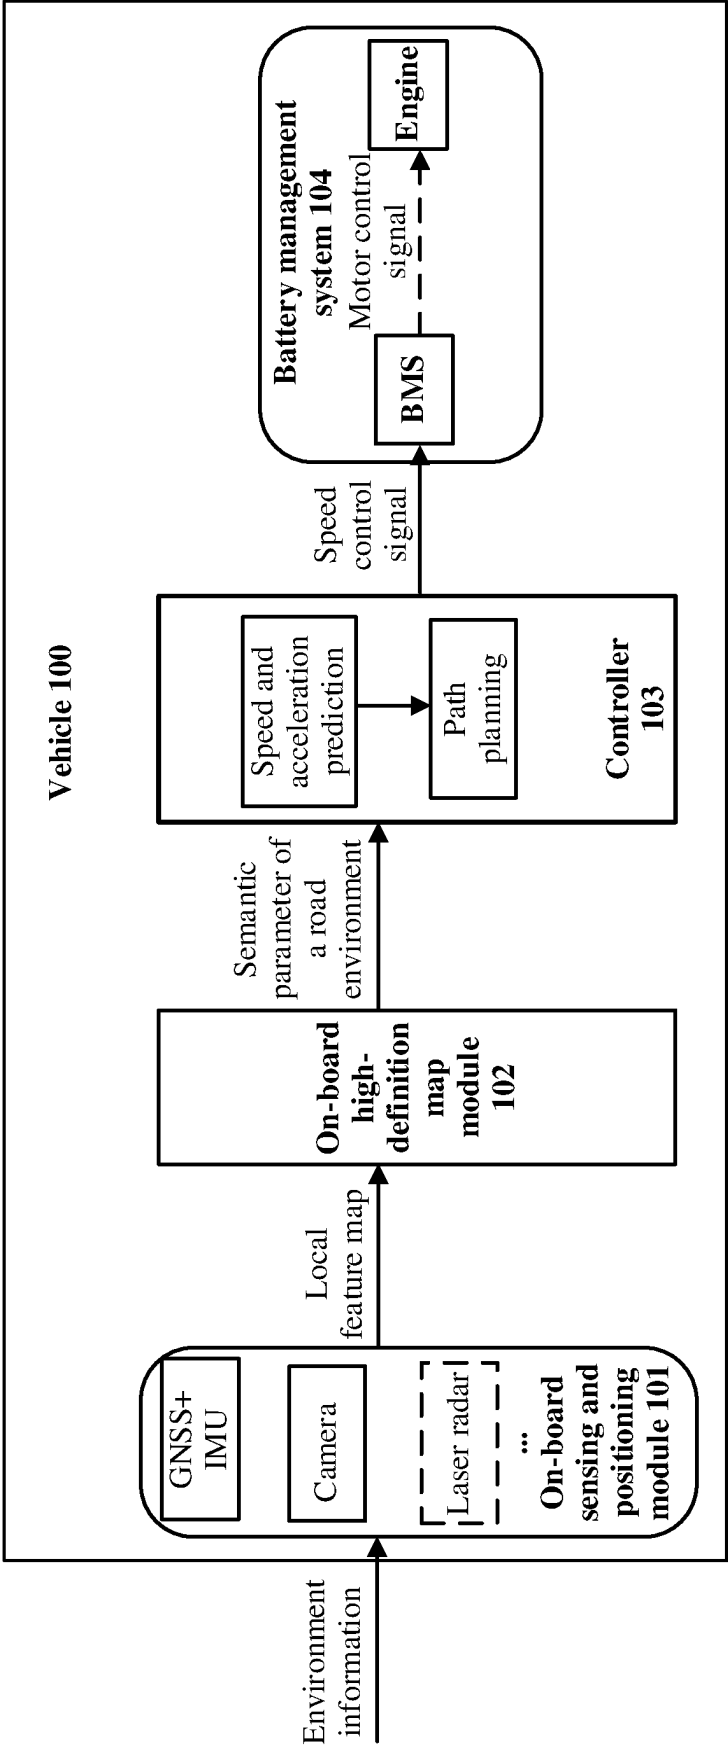 Vehicle 100
Environment
information
GNSS+
IMU
Camera
Laser radar
...
On-board
sensing and
positioning
module 101
Local
feature map
On-board
high-
definition
map
module
102
Semantic
parameter of
a road
environment
Speed and
acceleration
prediction
Path
planning
Controller
103
Speed
control
signal
Battery management
system 104
BMS
Motor control
signal
Engine